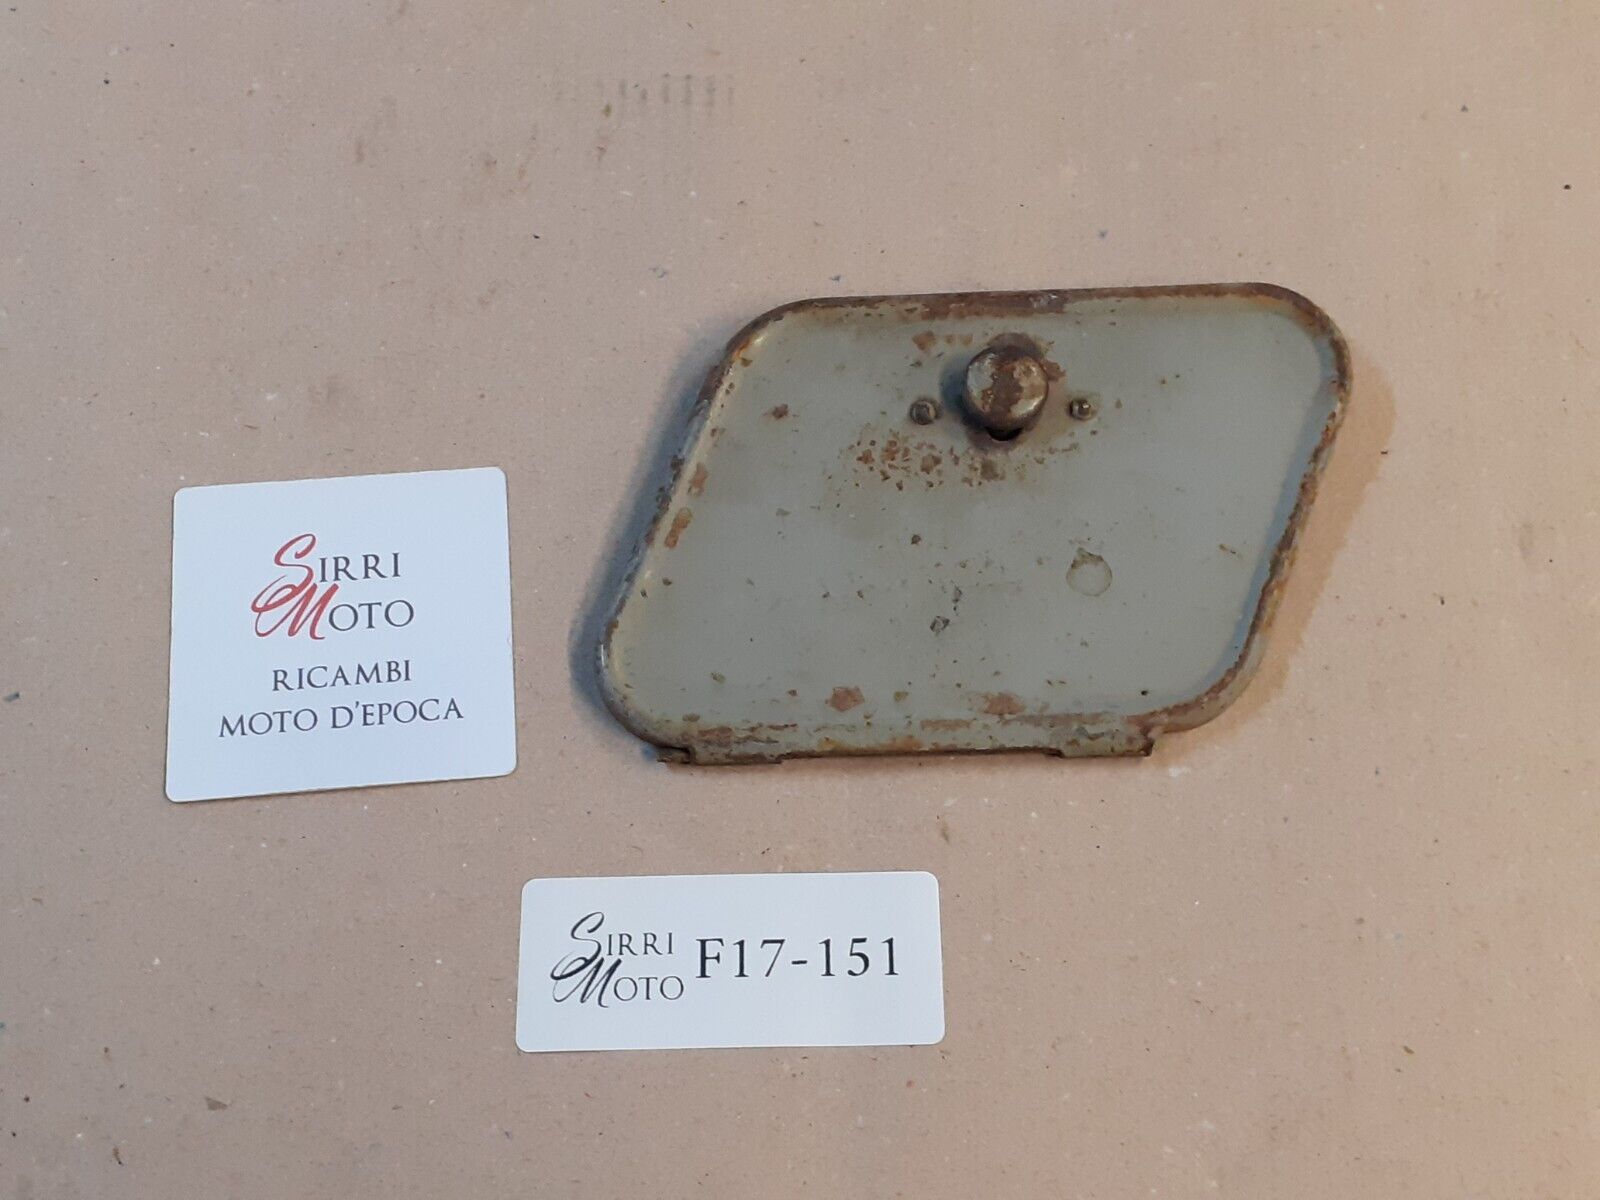 SIRRI
MOTO
RICAMBI
MOTO D'EPOCA
SIRRI
MOTO
F17-151